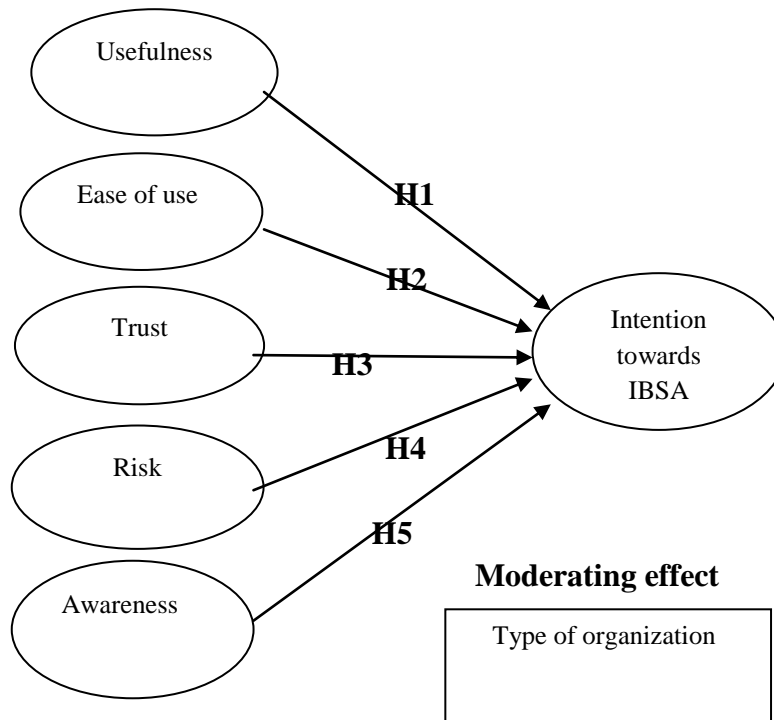 Usefulness
H1
Ease of use
H2
Trust
H3
Intention
towards
IBSA
Risk
H4
H5
Awareness
Moderating effect
Type of organization